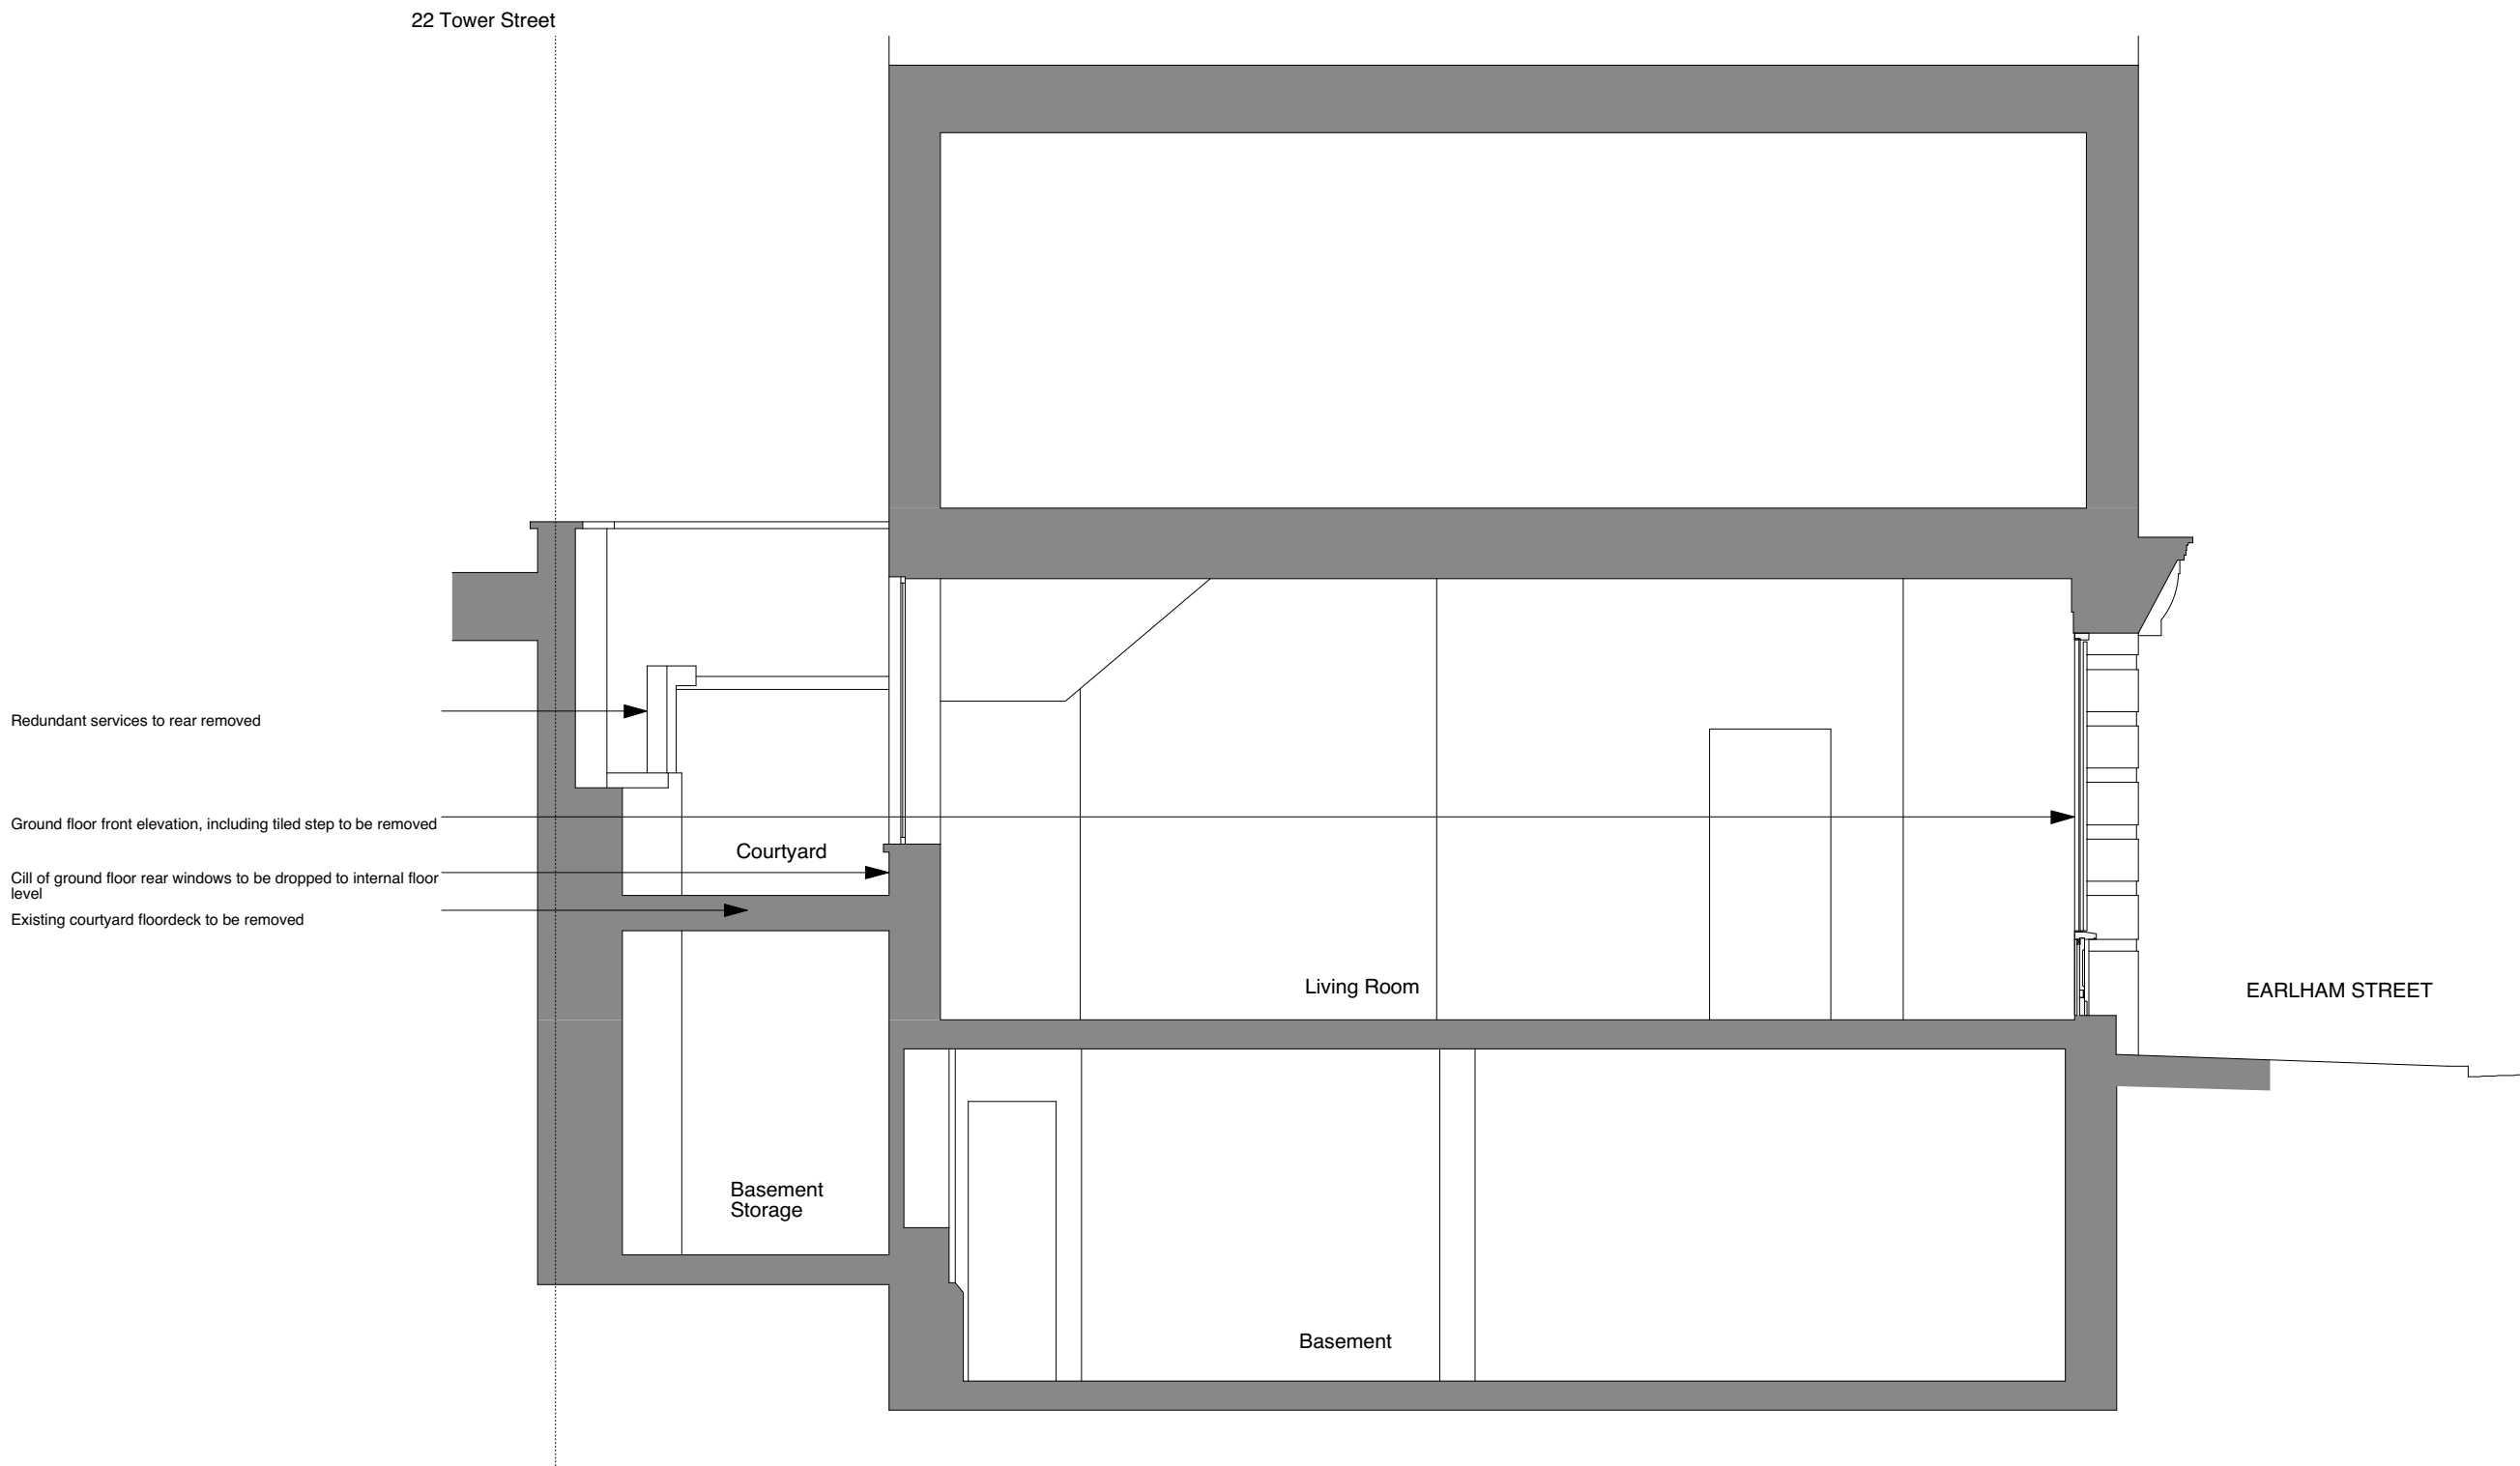 22 Tower Street
Redundant services to rear removed
Ground floor front elevation, including tiled step to be removed
Courtyard
Cill of ground floor rear windows to be dropped to internal floor
level
Existing courtyard floordeck to be removed
Living Room
EARLHAM STREET
Basement
Storage
Basement